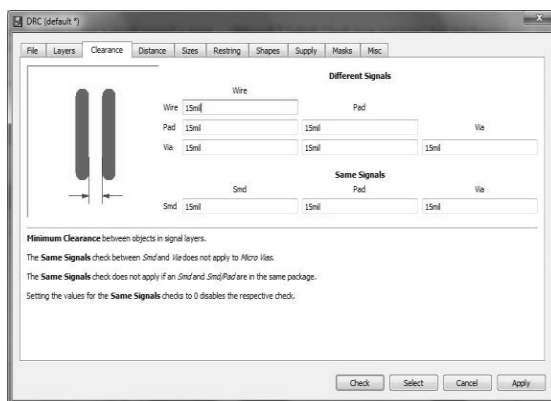 DRC (default *)
File Layers Clearance Distance Sizes Restring Shapes Supply Masks Misc
Different Signals
Wire
Wire 15mil Pad
Pad 15mil 15mil Via
Via 15mil 15mil 15mil
Same Signals
Smd Pad Via
Smd 15mil 15mil 15mil
Minimum Clearance between objects in signal layers.
The Same Signals check between Smd and Via does not apply to Micro Vias.
The Same Signals check does not apply if an Smd and Smd/Pad are in the same package.
Setting the values for the Same Signals checks to 0 disables the respective check.
Check Select Cancel Apply